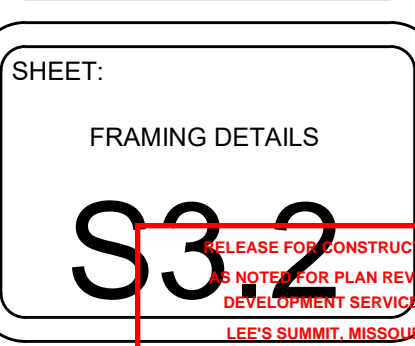 SHEET:
FRAMING DETAILS
S3.2
RELEASE FOR CONSTRUCT
AS NOTED FOR PLAN REV
DEVELOPMENT SERVICE
LEE'S SUMMIT, MISSOU